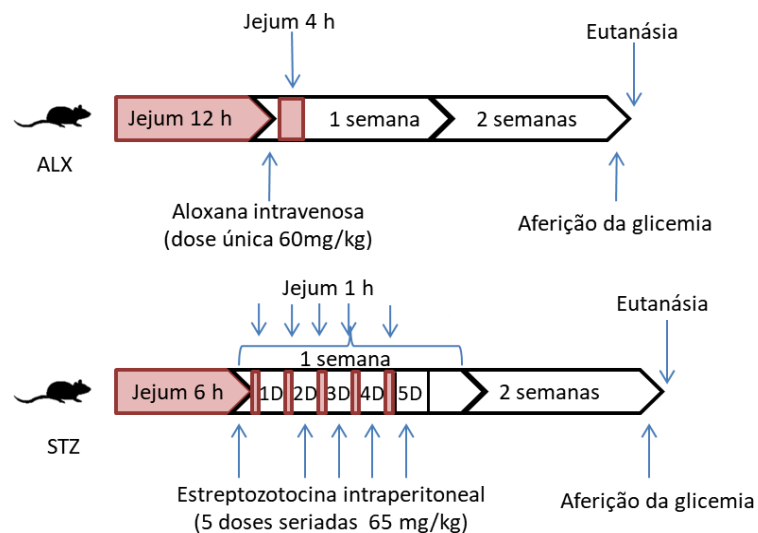 Jejum 4 h
Eutanásia
Jejum 12 h
1 semana
2 semanas
ALX
Aloxana intravenosa
(dose única 60mg/kg)
Aferição da glicemia
Jejum 1 h
Eutanásia
1 semana
Jejum 6 h
1D
2D
3D
4D
5D
2 semanas
STZ
Estreptozotocina intraperitoneal
(5 doses seriadas 65 mg/kg)
Aferição da glicemia